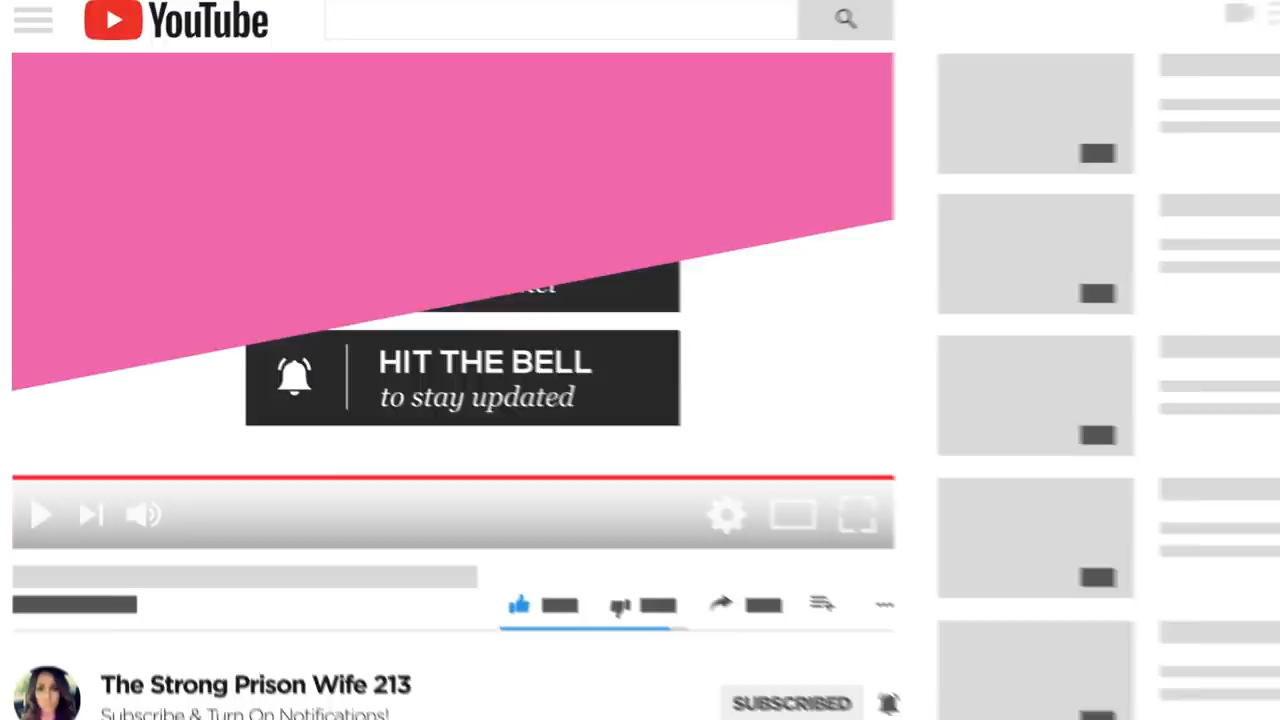 YouTube
HIT THE BELL
to stay updated
The Strong Prison Wife 213
SUBSCRIBED
Subscribe & Turn On Notifications!